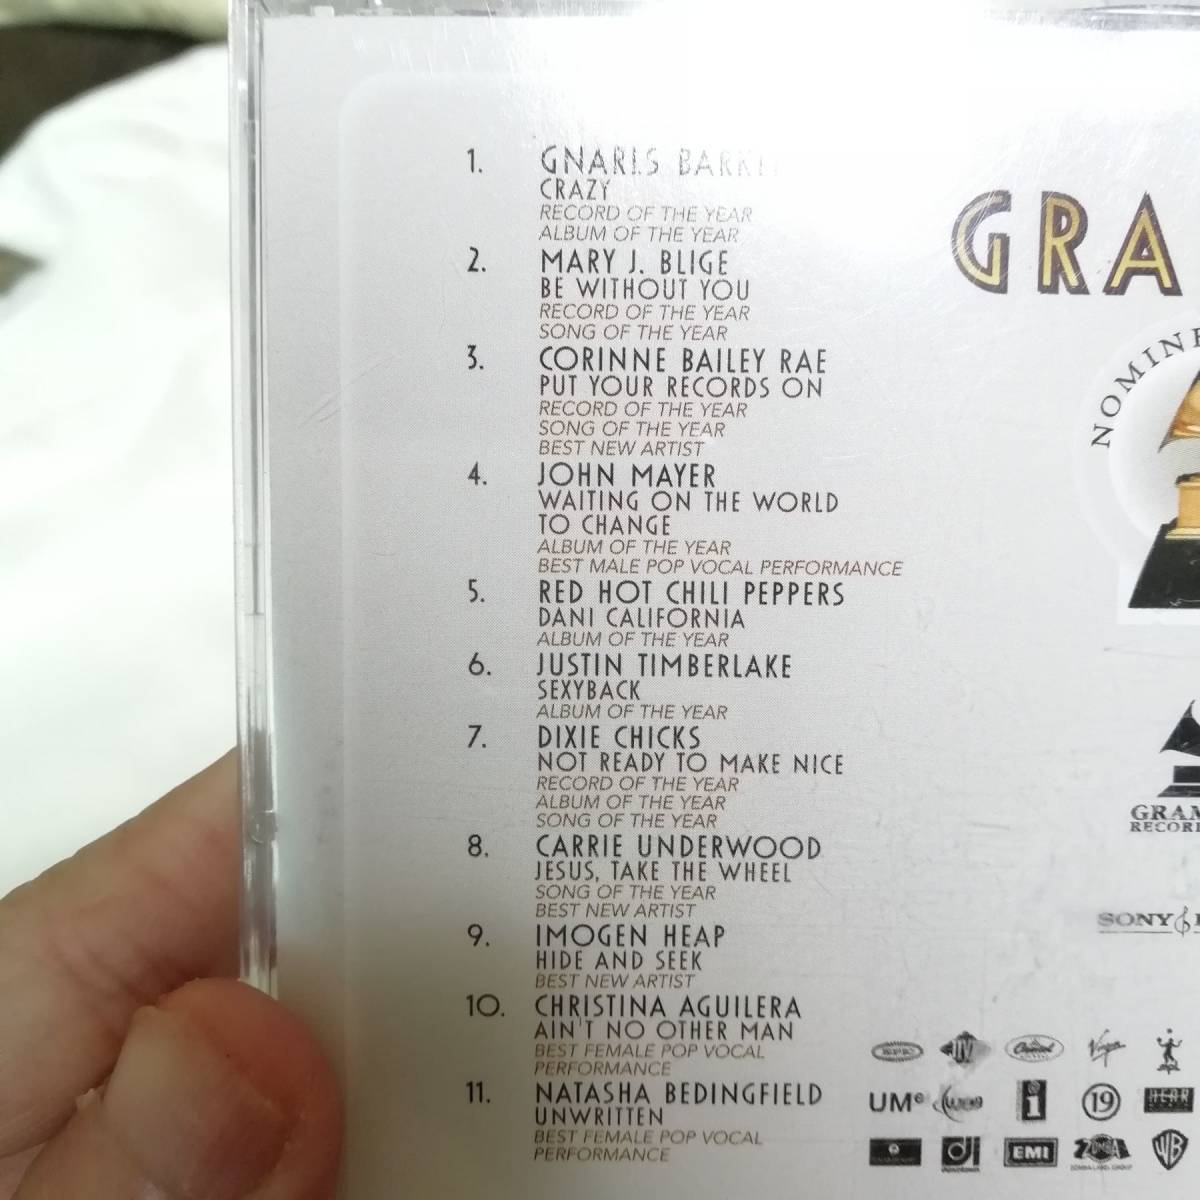 1. GNARLS
CRAZY
RECORD OF THE YEAR
ALBUM OF THE YEAR
2. MARY J. BLIGE
BE WITHOUT YOU
RECORD OF THE YEAR
SONG OF THE YEAR
3. CORINNE BAILEY RAE
PUT YOUR RECORDS ON
RECORD OF THE YEAR
SONG OF THE YEAR
BEST NEW ARTIST
4. JOHN MAYER
WAITING ON THE WORLD
TO CHANGE
ALBUM OF THE YEAR
BEST MALE POP VOCAL PERFORMANCE
5. RED HOT CHILI PEPPERS
DANI CALIFORNIA
ALBUM OF THE YEAR
6. JUSTIN TIMBERLAKE
SEXYBACK
ALBUM OF THE YEAR
7. DIXIE CHICKS
NOT READY TO MAKE NICE
RECORD OF THE YEAR
ALBUM OF THE YEAR
SONG OF THE YEAR
8. CARRIE UNDERWOOD
JESUS, TAKE THE WHEEL
SONG OF THE YEAR
BEST NEW ARTIST
9. IMOGEN HEAP
HIDE AND SEEK
BEST NEW ARTIST
10. CHRISTINA AGUILERA
AIN'T NO OTHER MAN
BEST FEMALE POP VOCAL
PERFORMANCE
11. NATASHA BEDINGFIELD
UNWRITTEN
BEST FEMALE POP VOCAL
PERFORMANCE
GRA
NOMINE
GRAM
RECOR
SONY
EPIC JIV Capitol Virgin
UMe i 19 HEAR
EMI ZOMBA WB